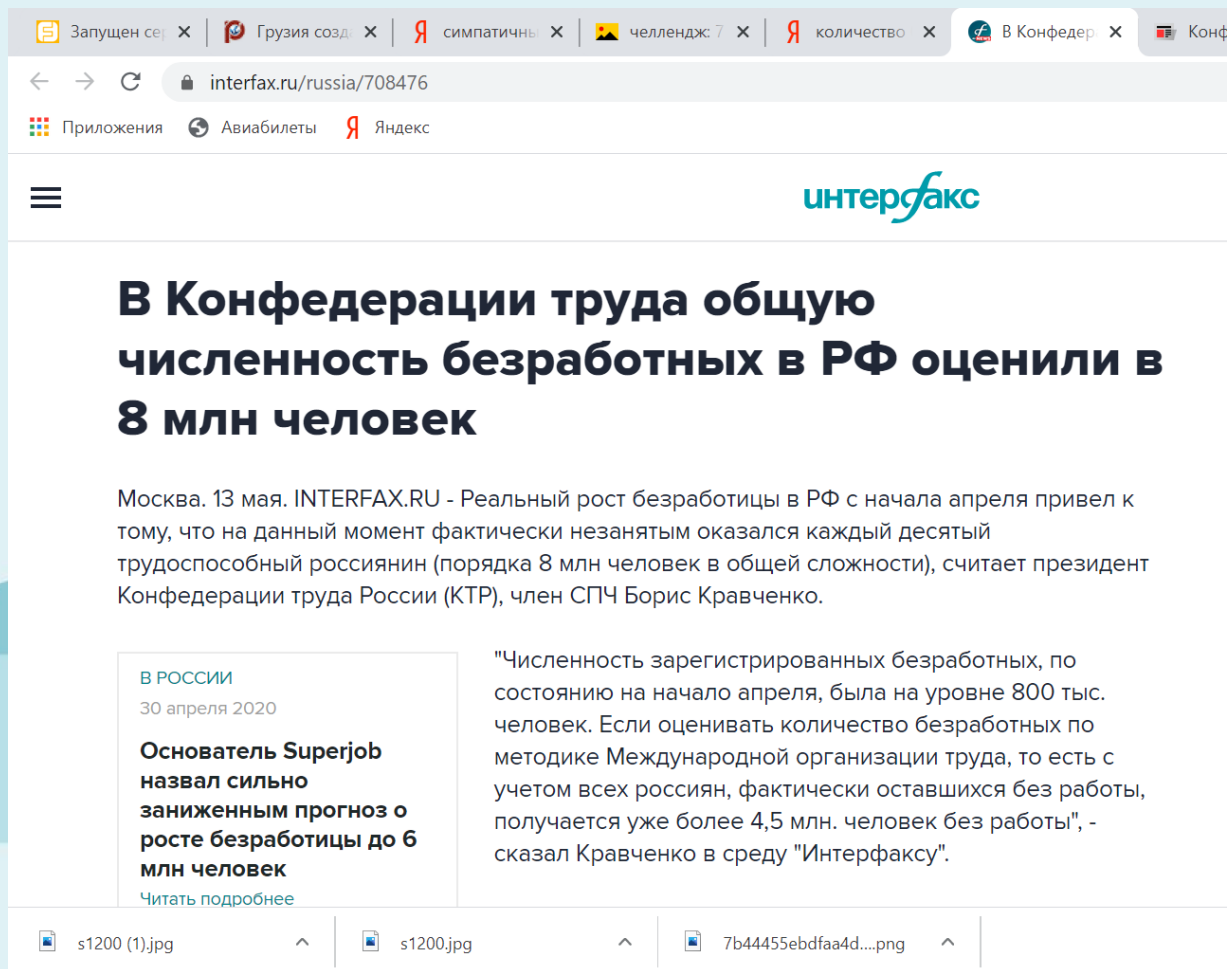 Запущен сер
Грузия созда
симпатичны
челлендж: 7
количество
В Конфедер
Конф
interfax.ru/russia/708476
Приложения
Авиабилеты
Яндекс
интерфакс
В Конфедерации труда общую
численность безработных в РФ оценили в
8 млн человек
Москва. 13 мая. INTERFAX.RU - Реальный рост безработицы в РФ с начала апреля привел к
тому, что на данный момент фактически незанятым оказался каждый десятый
трудоспособный россиянин (порядка 8 млн человек в общей сложности), считает президент
Конфедерации труда России (КТР), член СПЧ Борис Кравченко.
В РОССИИ
30 апреля 2020
Основатель Superjob
назвал сильно
заниженным прогноз о
росте безработицы до 6
млн человек
Читать подробнее
"Численность зарегистрированных безработных, по
состоянию на начало апреля, была на уровне 800 тыс.
человек. Если оценивать количество безработных по
методике Международной организации труда, то есть с
учетом всех россиян, фактически оставшихся без работы,
получается уже более 4,5 млн. человек без работы", -
сказал Кравченко в среду "Интерфаксу".
s1200 (1).jpg
s1200.jpg
7b44455ebdfaa4d....png